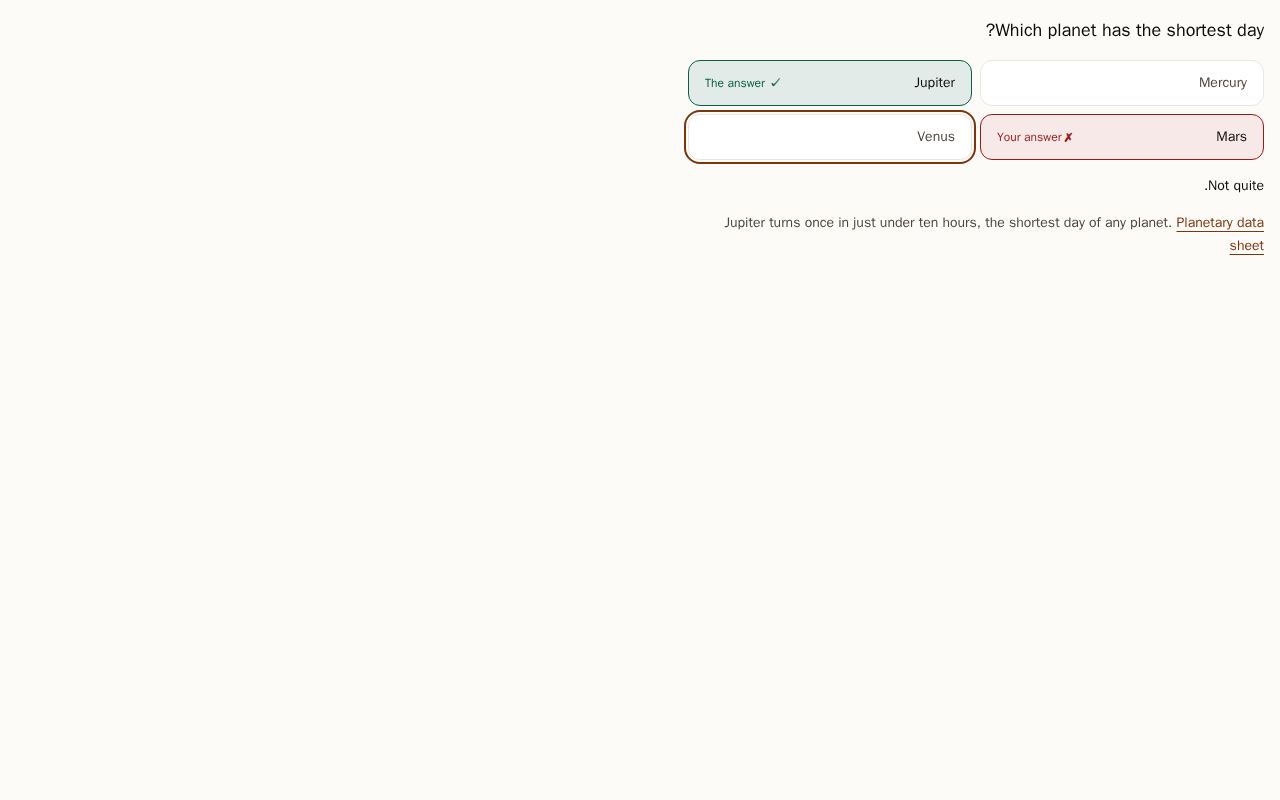 ?Which planet has the shortest day
Mercury
Jupiter
The answer ✓
Mars
Your answer ✗
Venus
.Not quite
Jupiter turns once in just under ten hours, the shortest day of any planet. Planetary data
sheet